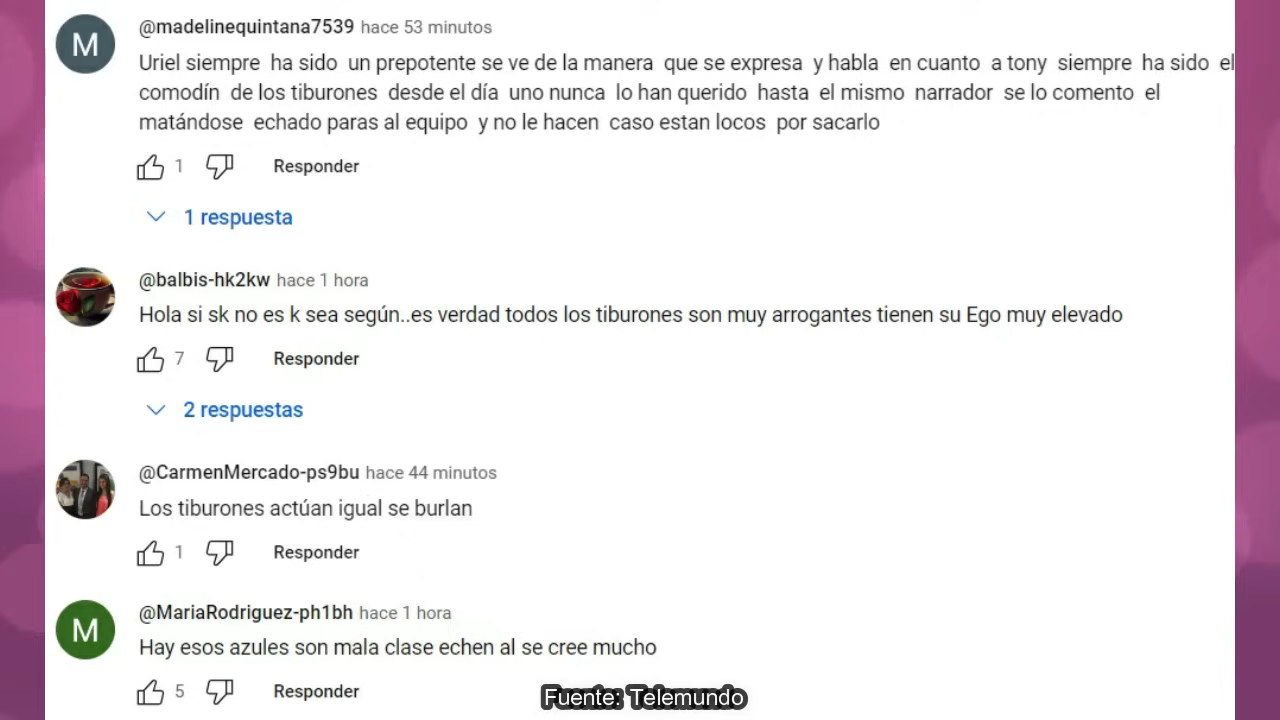 M
@madelinequintana7539 hace 53 minutos
Uriel siempre ha sido un prepotente se ve de la manera que se expresa y habla en cuanto a tony siempre ha sido el
comodín de los tiburones desde el día uno nunca lo han querido hasta el mismo narrador se lo comento el
matándose echado paras al equipo y no le hacen caso estan locos por sacarlo
1 Responder
1 respuesta
@balbis-hk2kw hace 1 hora
Hola si sk no es k sea según..es verdad todos los tiburones son muy arrogantes tienen su Ego muy elevado
7 Responder
2 respuestas
@CarmenMercado-ps9bu hace 44 minutos
Los tiburones actúan igual se burlan
1 Responder
M
@MariaRodriguez-ph1bh hace 1 hora
Hay esos azules son mala clase echen al se cree mucho
5 Responder
Fuente: Telemundo